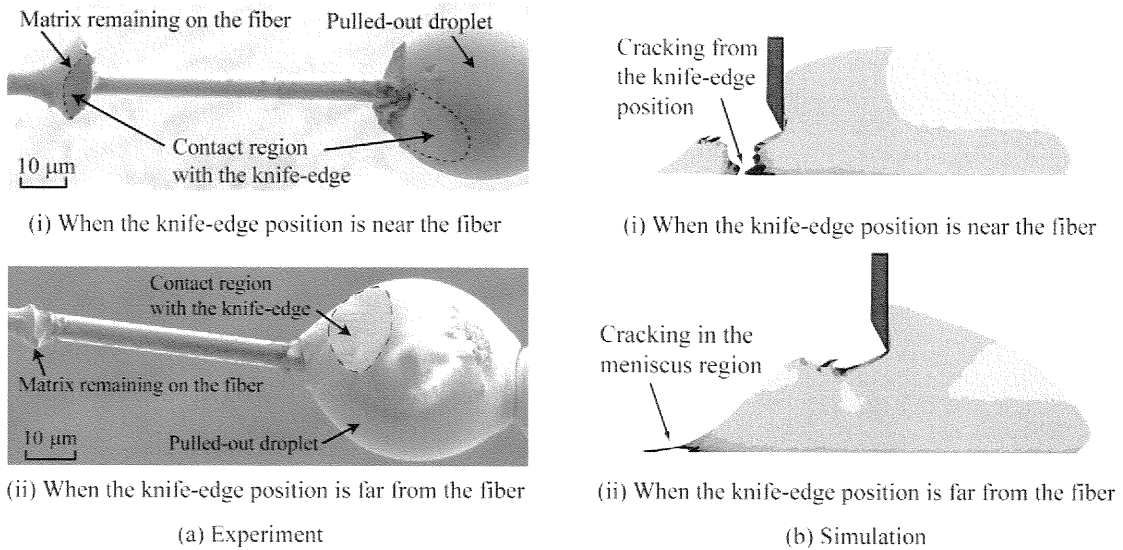 Matrix remaining on the fiber
Pulled-out droplet
Contact region
with the knife-edge
10 μm
(i) When the knife-edge position is near the fiber
Contact region
with the knife-edge
Matrix remaining on the fiber
10 μm
Pulled-out droplet
(ii) When the knife-edge position is far from the fiber
(a) Experiment
Cracking from
the knife-edge
position
(i) When the knife-edge position is near the fiber
Cracking in the
meniscus region
(ii) When the knife-edge position is far from the fiber
(b) Simulation